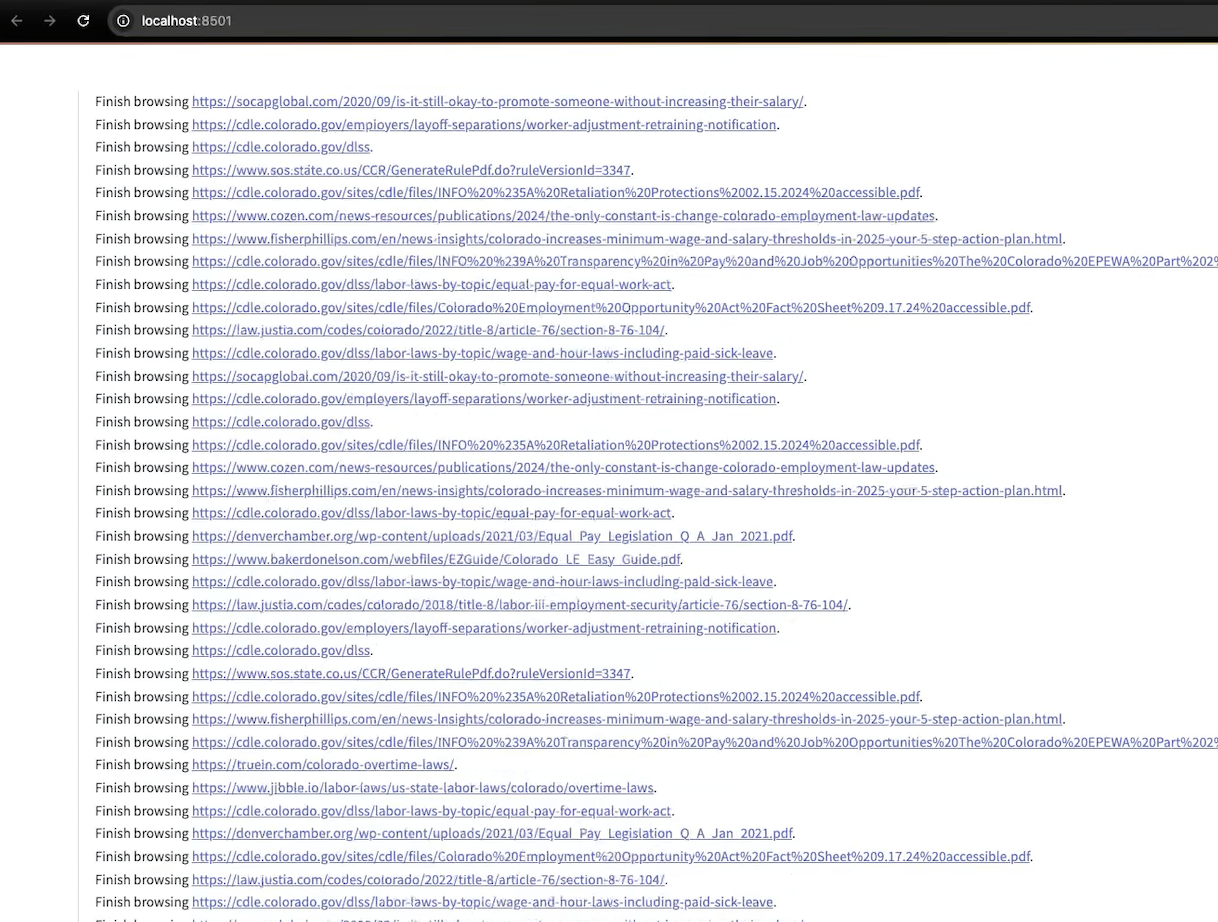 localhost:8501
Finish browsing https://socapglobal.com/2020/09/is-it-still-okay-to-promote-someone-without-increasing-their-salary/.
Finish browsing https://cdle.colorado.gov/employers/layoff-separations/worker-adjustment-retraining-notification.
Finish browsing https://cdle.colorado.gov/dlss.
Finish browsing https://www.sos.state.co.us/CCR/GenerateRulePdf.do?ruleVersionId=3347.
Finish browsing https://cdle.colorado.gov/sites/cdle/files/INFO%20%235A%20Retaliation%20Protections%2002.15.2024%20accessible.pdf.
Finish browsing https://www.cozen.com/news-resources/publications/2024/the-only-constant-is-change-colorado-employment-law-updates.
Finish browsing https://www.fisherphillips.com/en/news-insights/colorado-increases-minimum-wage-and-salary-thresholds-in-2025-your-5-step-action-plan.html.
Finish browsing https://cdle.colorado.gov/sites/cdle/files/INFO%20%239A%20Transparency%20in%20Pay%20and%20Job%20Opportunities%20The%20Colorado%20EPEWA%20Part%202%
Finish browsing https://cdle.colorado.gov/dlss/labor-laws-by-topic/equal-pay-for-equal-work-act.
Finish browsing https://cdle.colorado.gov/sites/cdle/files/Colorado%20Employment%20Opportunity%20Act%20Fact%20Sheet%209.17.24%20accessible.pdf.
Finish browsing https://law.justia.com/codes/colorado/2022/title-8/article-76/section-8-76-104/.
Finish browsing https://cdle.colorado.gov/dlss/labor-laws-by-topic/wage-and-hour-laws-including-paid-sick-leave.
Finish browsing https://socapglobal.com/2020/09/is-it-still-okay-to-promote-someone-without-increasing-their-salary/.
Finish browsing https://cdle.colorado.gov/employers/layoff-separations/worker-adjustment-retraining-notification.
Finish browsing https://cdle.colorado.gov/dlss.
Finish browsing https://cdle.colorado.gov/sites/cdle/files/INFO%20%235A%20Retaliation%20Protections%2002.15.2024%20accessible.pdf.
Finish browsing https://www.cozen.com/news-resources/publications/2024/the-only-constant-is-change-colorado-employment-law-updates.
Finish browsing https://www.fisherphillips.com/en/news-insights/colorado-increases-minimum-wage-and-salary-thresholds-in-2025-your-5-step-action-plan.html.
Finish browsing https://cdle.colorado.gov/dlss/labor-laws-by-topic/equal-pay-for-equal-work-act.
Finish browsing https://denverchamber.org/wp-content/uploads/2021/03/Equal_Pay_Legislation_Q_A_Jan_2021.pdf.
Finish browsing https://www.bakerdonelson.com/webfiles/EZGuide/Colorado_LE_Easy_Guide.pdf.
Finish browsing https://cdle.colorado.gov/dlss/labor-laws-by-topic/wage-and-hour-laws-including-paid-sick-leave.
Finish browsing https://law.justia.com/codes/colorado/2018/title-8/labor-iii-employment-security/article-76/section-8-76-104/.
Finish browsing https://cdle.colorado.gov/employers/layoff-separations/worker-adjustment-retraining-notification.
Finish browsing https://cdle.colorado.gov/dlss.
Finish browsing https://www.sos.state.co.us/CCR/GenerateRulePdf.do?ruleVersionId=3347.
Finish browsing https://cdle.colorado.gov/sites/cdle/files/INFO%20%235A%20Retaliation%20Protections%2002.15.2024%20accessible.pdf.
Finish browsing https://www.fisherphillips.com/en/news-insights/colorado-increases-minimum-wage-and-salary-thresholds-in-2025-your-5-step-action-plan.html.
Finish browsing https://cdle.colorado.gov/sites/cdle/files/INFO%20%239A%20Transparency%20in%20Pay%20and%20Job%20Opportunities%20The%20Colorado%20EPEWA%20Part%202%
Finish browsing https://truein.com/colorado-overtime-laws/.
Finish browsing https://www.jibble.io/labor-laws/us-state-labor-laws/colorado/overtime-laws.
Finish browsing https://cdle.colorado.gov/dlss/labor-laws-by-topic/equal-pay-for-equal-work-act.
Finish browsing https://denverchamber.org/wp-content/uploads/2021/03/Equal_Pay_Legislation_Q_A_Jan_2021.pdf.
Finish browsing https://cdle.colorado.gov/sites/cdle/files/Colorado%20Employment%20Opportunity%20Act%20Fact%20Sheet%209.17.24%20accessible.pdf.
Finish browsing https://law.justia.com/codes/colorado/2022/title-8/article-76/section-8-76-104/.
Finish browsing https://cdle.colorado.gov/dlss/labor-laws-by-topic/wage-and-hour-laws-including-paid-sick-leave.